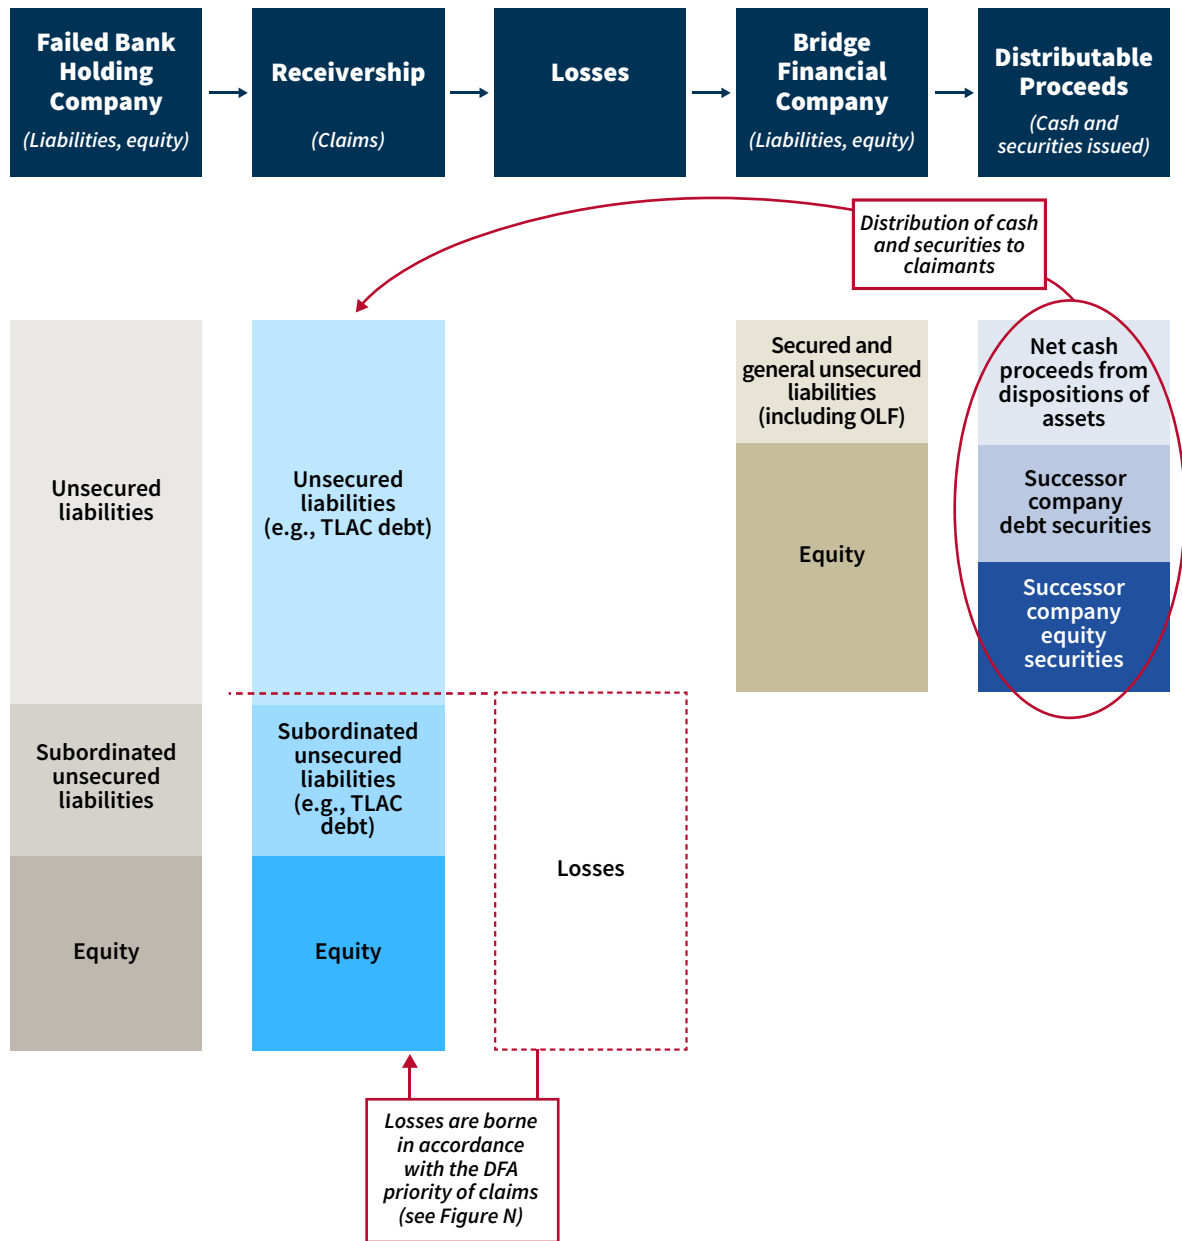 Failed Bank
Holding
Company
(Liabilities, equity)
Receivership
(Claims)
Losses
Bridge
Financial
Company
(Liabilities, equity)
Distributable
Proceeds
(Cash and
securities issued)
Distribution of cash
and securities to
claimants
Unsecured
liabilities
Subordinated
unsecured
liabilities
Equity
Unsecured
liabilities
(e.g., TLAC debt)
Subordinated
unsecured
liabilities
(e.g., TLAC
debt)
Equity
Losses
Secured and
general unsecured
liabilities
(including OLF)
Equity
Net cash
proceeds from
dispositions of
assets
Successor
company
debt securities
Successor
company
equity
securities
Losses are borne
in accordance
with the DFA
priority of claims
(see Figure N)